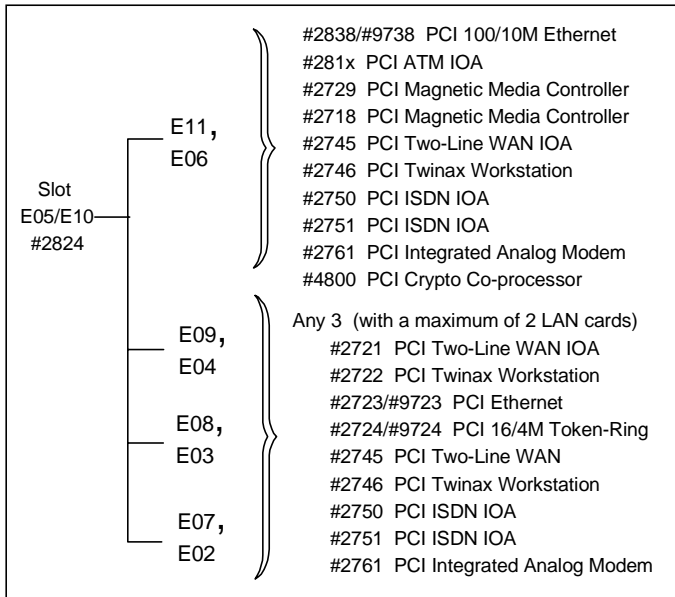 #2838/#9738 PCI 100/10M Ethernet
#281x PCI ATM IOA
#2729 PCI Magnetic Media Controller
#2718 PCI Magnetic Media Controller
#2745 PCI Two-Line WAN IOA
#2746 PCI Twinax Workstation
#2750 PCI ISDN IOA
#2751 PCI ISDN IOA
#2761 PCI Integrated Analog Modem
#4800 PCI Crypto Co-processor
E11,
E06
Slot
E05/E10
#2824
Any 3 (with a maximum of 2 LAN cards)
#2721 PCI Two-Line WAN IOA
#2722 PCI Twinax Workstation
#2723/#9723 PCI Ethernet
#2724/#9724 PCI 16/4M Token-Ring
#2745 PCI Two-Line WAN
#2746 PCI Twinax Workstation
#2750 PCI ISDN IOA
#2751 PCI ISDN IOA
#2761 PCI Integrated Analog Modem
E09,
E04
E08,
E03
E07,
E02